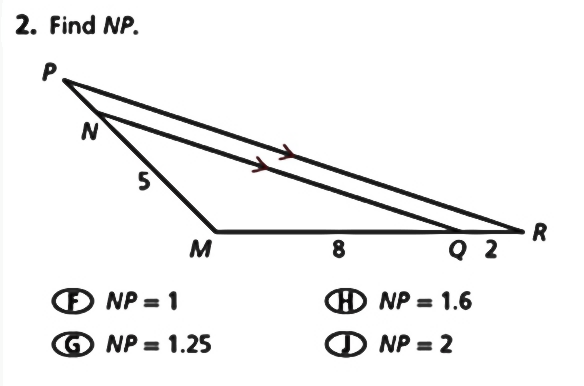 2. Find NP.
P
N
5
M
8
Q
2
R
F NP = 1
H NP = 1.6
G NP = 1.25
J NP = 2